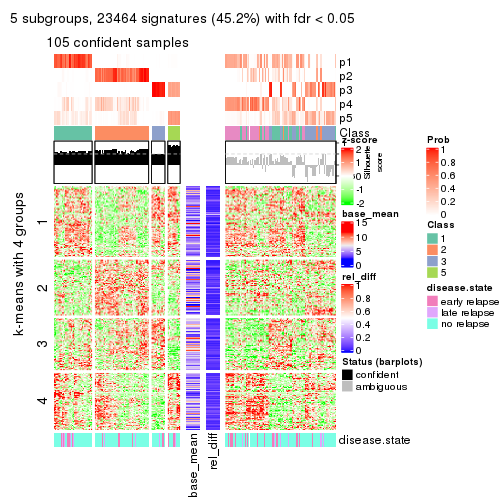 5 subgroups, 23464 signatures (45.2%) with fdr < 0.05
105 confident samples
p1
p2
p3
p4
p5
Class
1
Silhouette
score
k-means with 4 groups
1
2
3
4
base_mean
rel_diff
disease.state
z-score
2
1
0
-1
-2
base_mean
15
10
5
0
rel_diff
1
0.8
0.6
0.4
0.2
0
Status (barplots)
confident
ambiguous
Prob
1
0.8
0.6
0.4
0.2
0
Class
1
2
3
5
disease.state
early relapse
late relapse
no relapse